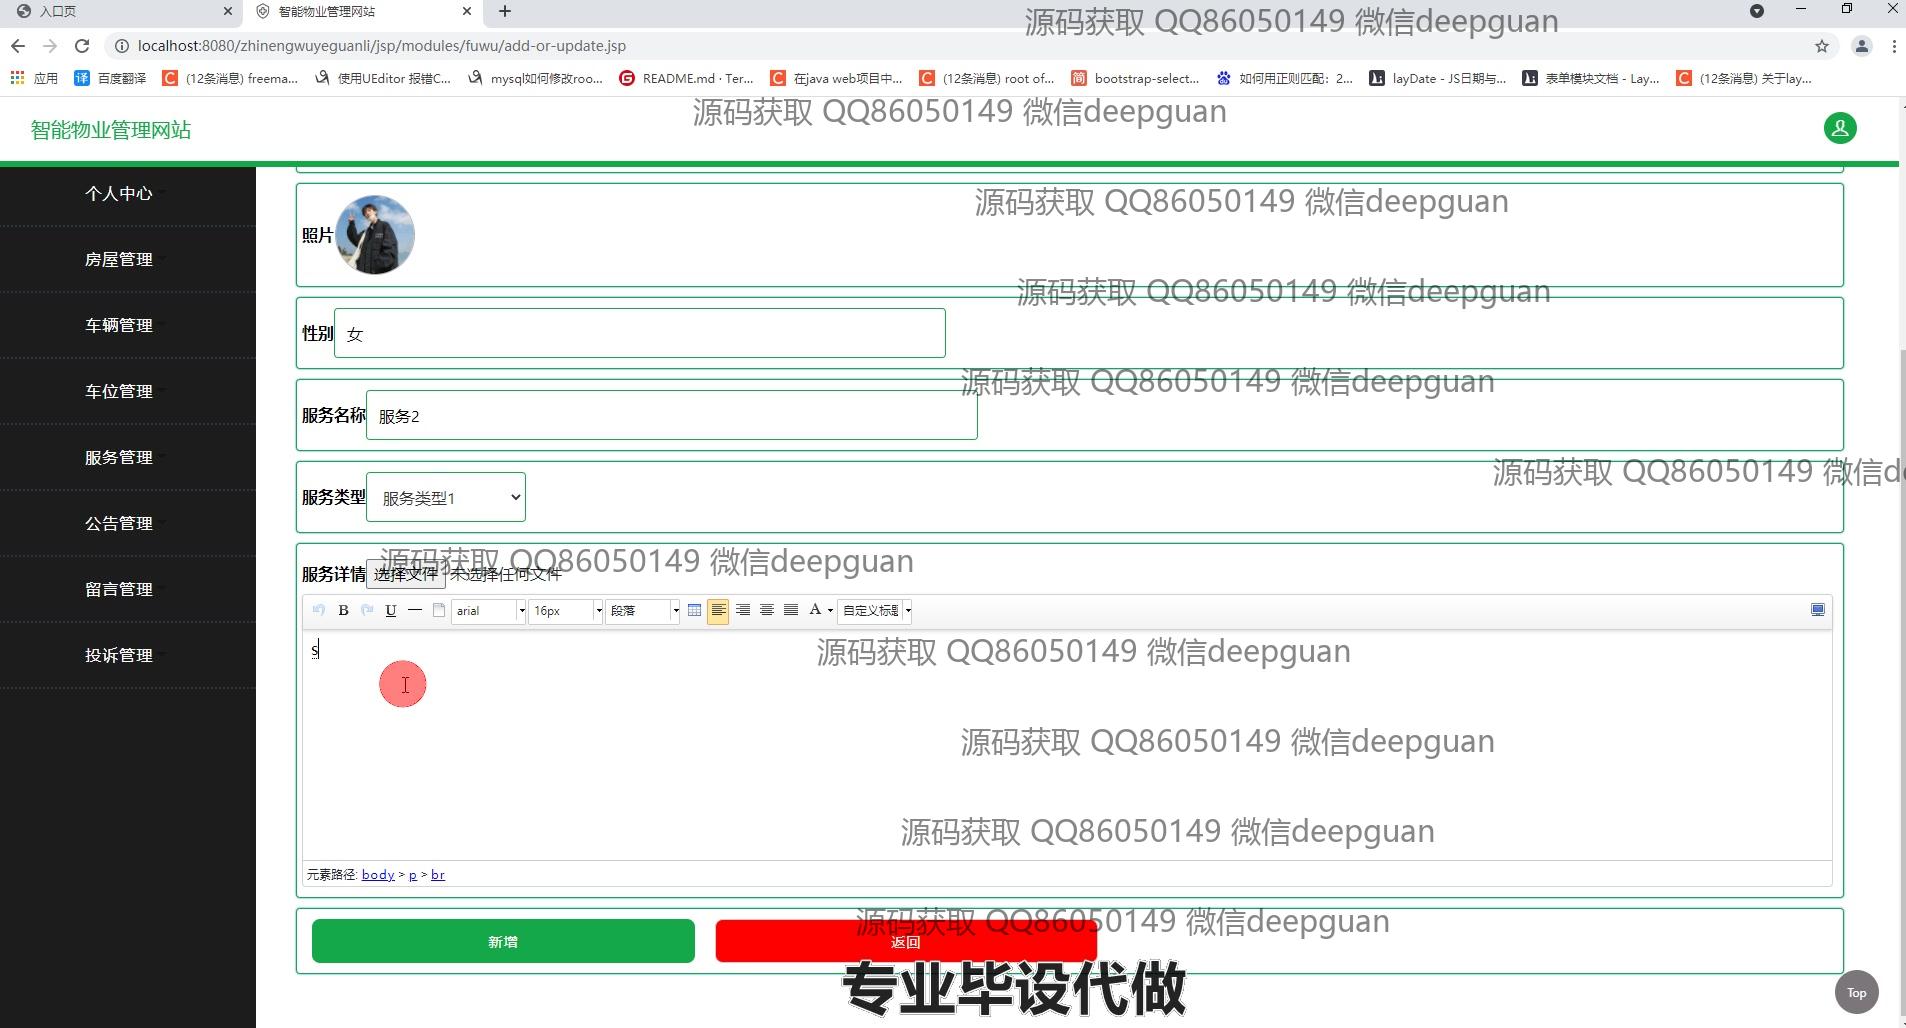 入口页
智能物业管理网站
源码获取 QQ86050149 微信deepguan
localhost:8080/zhinengwuyeguanli/jsp/modules/fuwu/add-or-update.jsp
应用
百度翻译
(12条消息) freema...
使用UEditor 报错C...
mysql如何修改roo...
README.md · Ter...
在java web项目中...
(12条消息) root of...
bootstrap-select...
如何用正则匹配：2...
layDate - JS日期与...
表单模块文档 - Lay...
(12条消息) 关于lay...
源码获取 QQ86050149 微信deepguan
智能物业管理网站
个人中心
房屋管理
车辆管理
车位管理
服务管理
公告管理
留言管理
投诉管理
源码获取 QQ86050149 微信deepguan
照片
源码获取 QQ86050149 微信deepguan
性别 女
源码获取 QQ86050149 微信deepguan
服务名称 服务2
源码获取 QQ86050149 微信de
服务类型 服务类型1
源码获取 QQ86050149 微信deepguan
服务详情 选择文件 未选择任何文件
B U arial 16px 段落 A 自定义标题
s
源码获取 QQ86050149 微信deepguan
源码获取 QQ86050149 微信deepguan
源码获取 QQ86050149 微信deepguan
元素路径: body > p > br
源码获取 QQ86050149 微信deepguan
新增 返回
专业毕设代做
Top